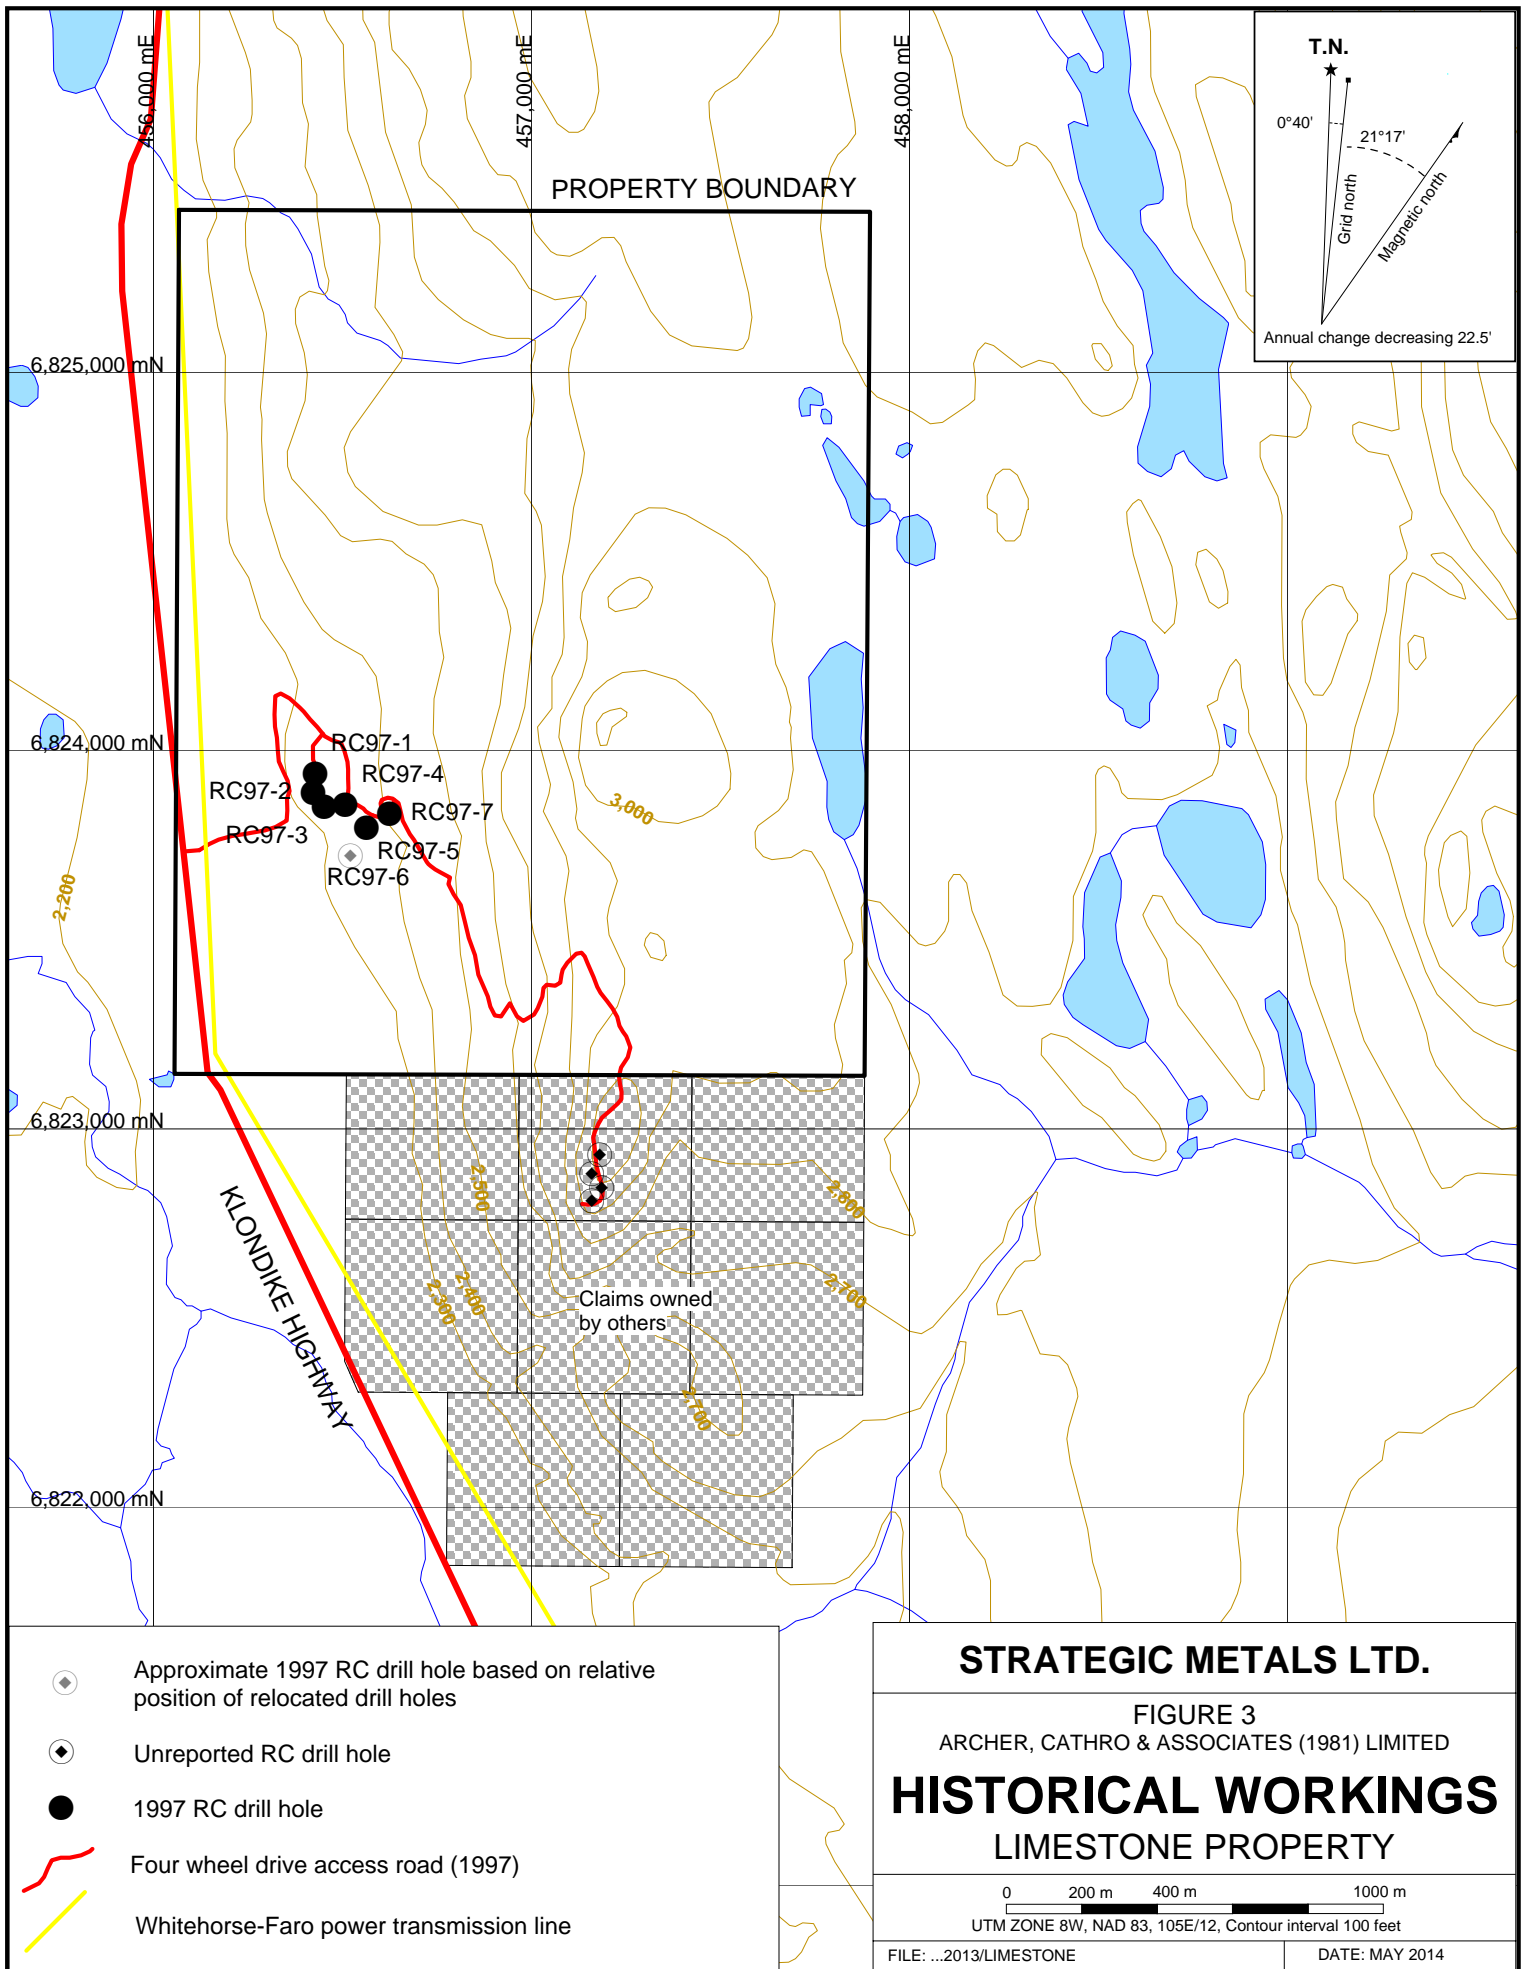 456,000 mE
457,000 mE
458,000 mE
T.N.
0°40'
21°17'
Grid north
Magnetic north
Annual change decreasing 22.5'
PROPERTY BOUNDARY
6,825,000 mN
6,824,000 mN
RC97-1
RC97-4
RC97-2
RC97-7
RC97-3
RC97-5
RC97-6
3,000
2,200
6,823,000 mN
2,500
2,800
KLONDIKE HIGHWAY
2,400
2,300
2,700
Claims owned
by others
2,700
6,822,000 mN
Approximate 1997 RC drill hole based on relative
position of relocated drill holes
Unreported RC drill hole
1997 RC drill hole
Four wheel drive access road (1997)
Whitehorse-Faro power transmission line
STRATEGIC METALS LTD.
FIGURE 3
ARCHER, CATHRO & ASSOCIATES (1981) LIMITED
HISTORICAL WORKINGS
LIMESTONE PROPERTY
0 200 m 400 m 1000 m
UTM ZONE 8W, NAD 83, 105E/12, Contour interval 100 feet
FILE: ...2013/LIMESTONE
DATE: MAY 2014